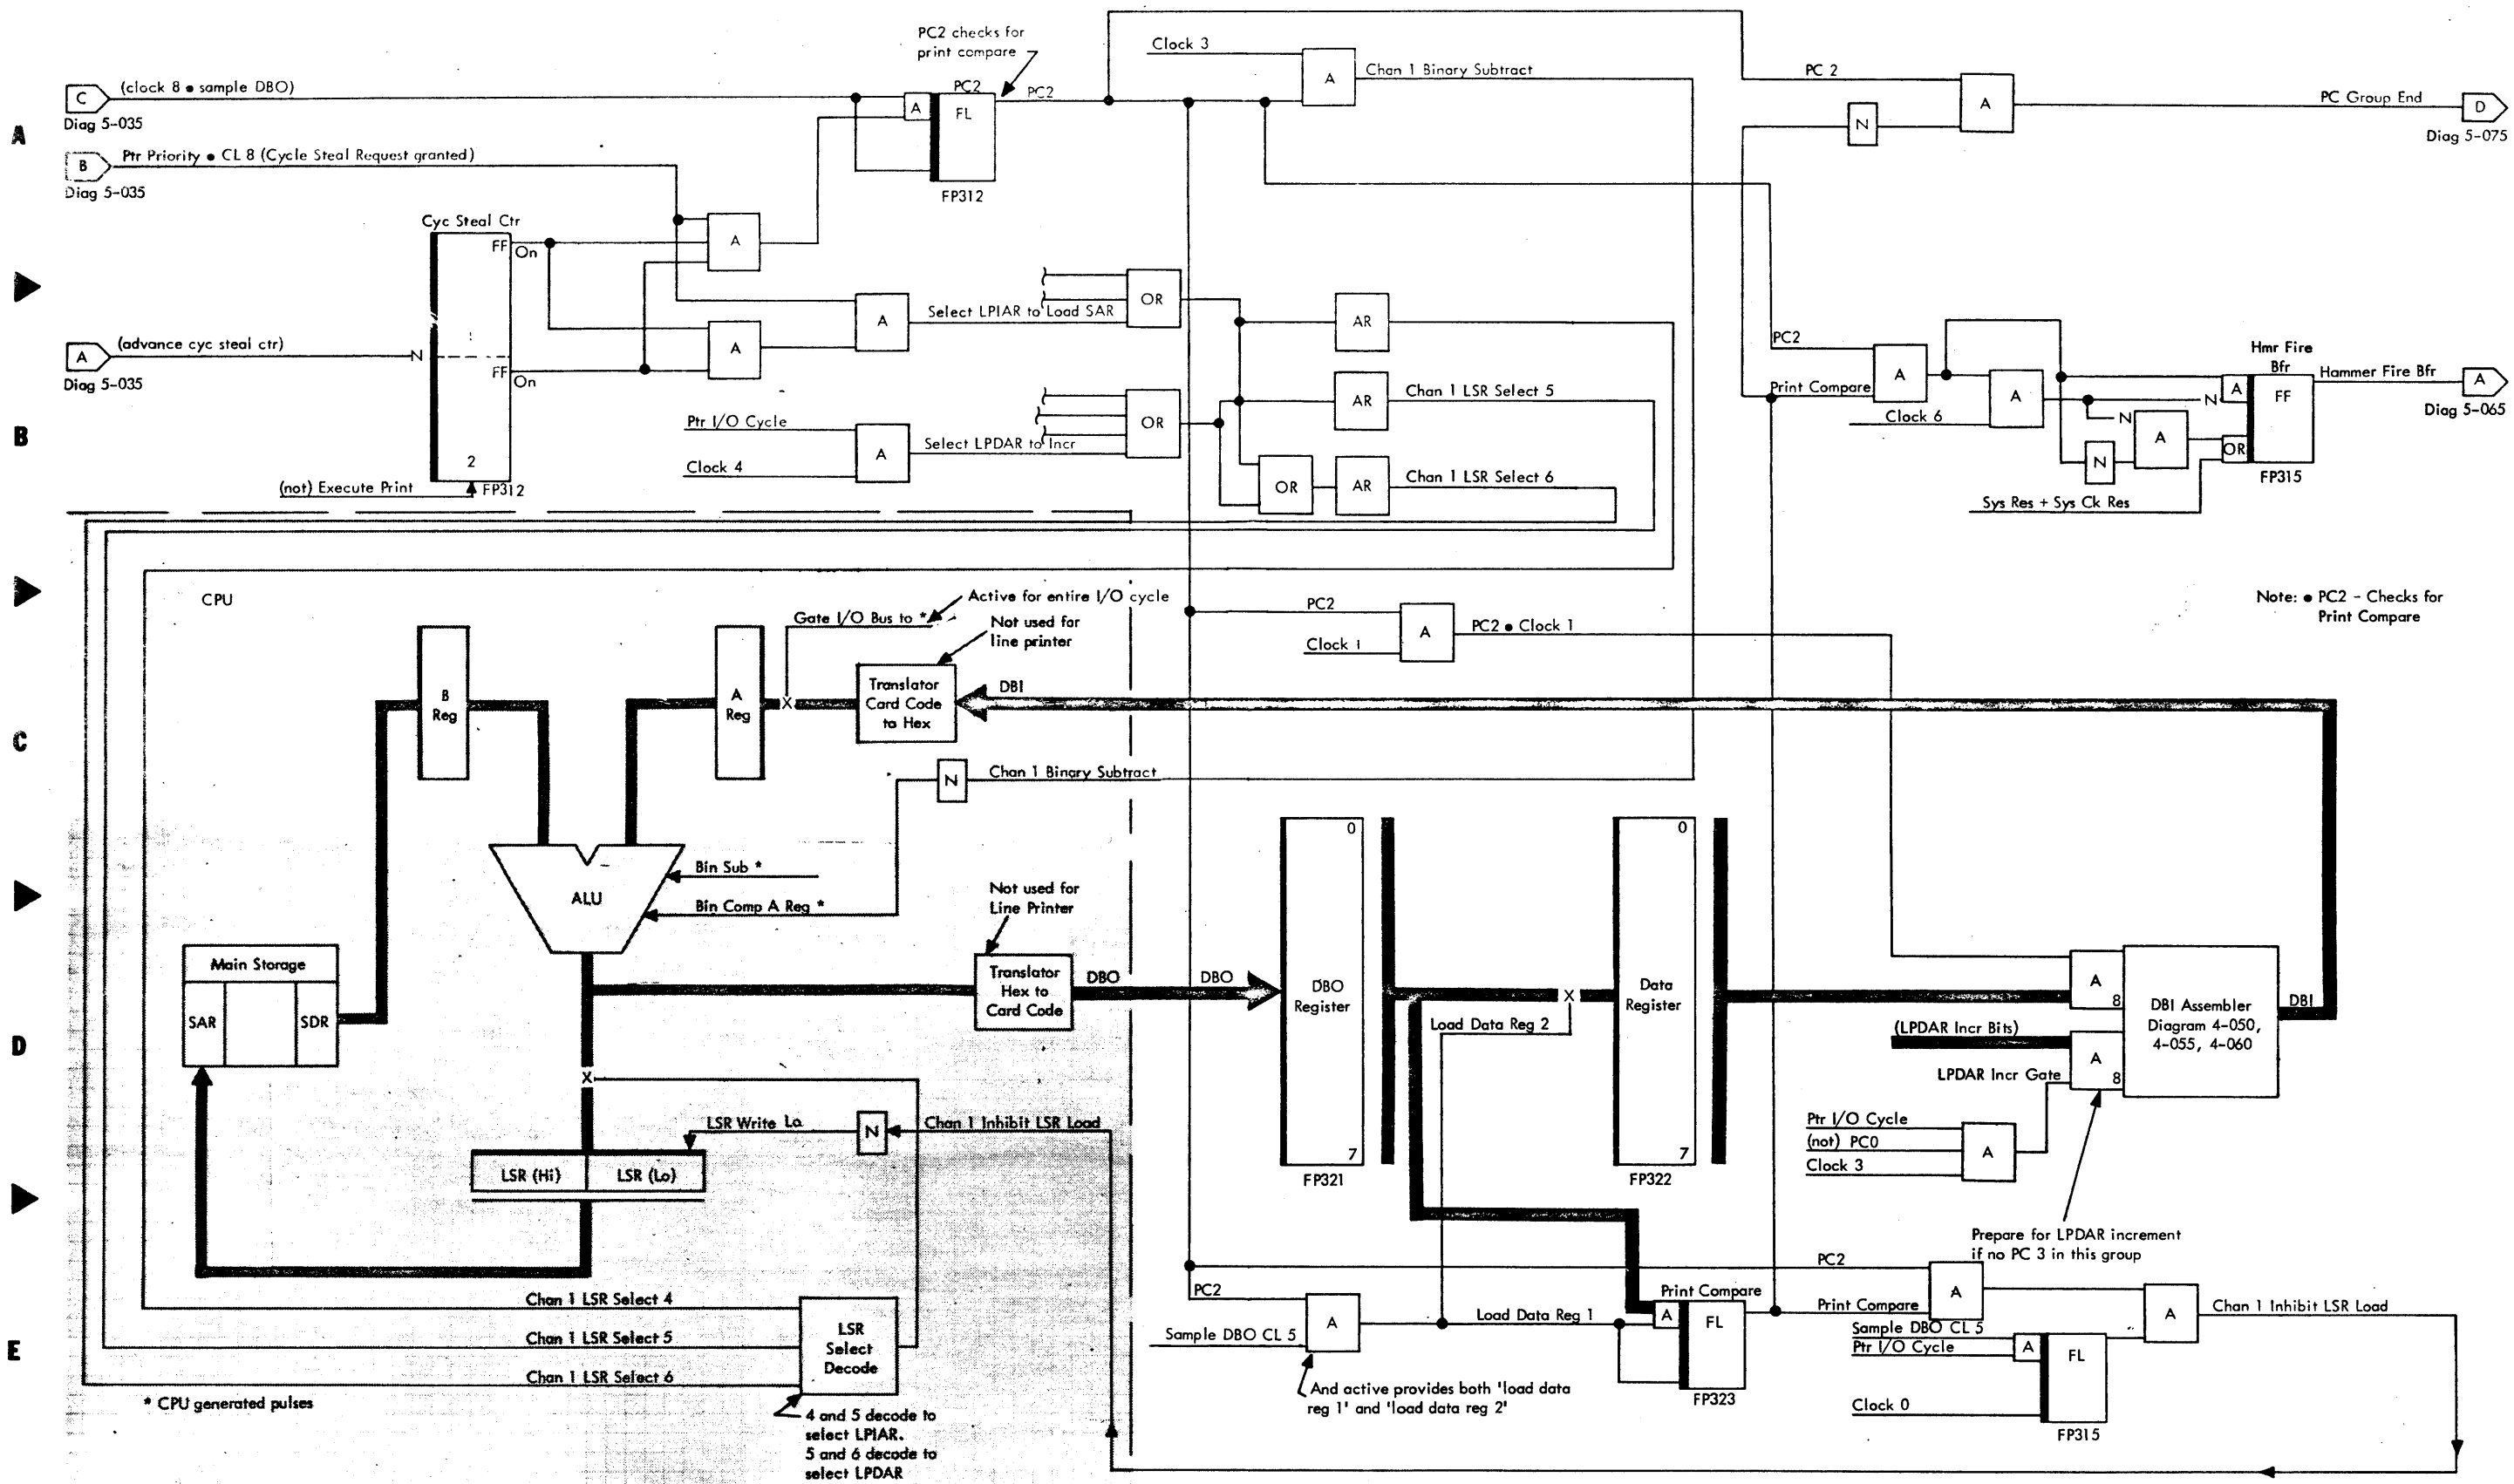 PC2 checks for
print compare
Clock 3
A
Chan 1 Binary Subtract
PC 2
A
PC Group End
D
Diag 5-075
N
C
(clock 8 • sample DBO)
Diag 5-035
PC2
A
FL
PC2
FP312
A
B
Ptr Priority • CL 8 (Cycle Steal Request granted)
Diag 5-035
Cyc Steal Ctr
FF
On
A
A
(advance cyc steal ctr)
N
Diag 5-035
FF
On
A
A
Select LPIAR to Load SAR
OR
AR
AR
Chan 1 LSR Select 5
B
Ptr I/O Cycle
Clock 4
A
Select LPDAR to Incr
OR
OR
AR
Chan 1 LSR Select 6
2
(not) Execute Print
FP312
PC2
Print Compare
A
Clock 6
A
N
N
A
N
Hmr Fire
Bfr
A
FF
OR
FP315
Hammer Fire Bfr
A
Diag 5-065
Sys Res + Sys Ck Res
CPU
Gate I/O Bus to *
Active for entire I/O cycle
Not used for
line printer
PC2
Clock 1
A
PC2 • Clock 1
Note: • PC2 - Checks for
Print Compare
C
B
Reg
A
Reg
X
Translator
Card Code
to Hex
DBI
N
Chan 1 Binary Subtract
ALU
Bin Sub *
Bin Comp A Reg *
Not used for
Line Printer
Translator
Hex to
Card Code
DBO
DBO
0
DBO
Register
7
FP321
X
Load Data Reg 2
0
Data
Register
7
FP322
A
8
A
8
DBI Assembler
Diagram 4-050,
4-055, 4-060
DBI
(LPDAR Incr Bits)
LPDAR Incr Gate
Ptr I/O Cycle
(not) PC0
Clock 3
A
Prepare for LPDAR increment
if no PC 3 in this group
D
Main Storage
SAR
SDR
X
LSR Write Lo
N
Chan 1 Inhibit LSR Load
LSR (Hi)
LSR (Lo)
E
Chan 1 LSR Select 4
Chan 1 LSR Select 5
Chan 1 LSR Select 6
LSR
Select
Decode
* CPU generated pulses
4 and 5 decode to
select LPIAR.
5 and 6 decode to
select LPDAR
PC2
Sample DBO CL 5
A
Load Data Reg 1
And active provides both 'load data
reg 1' and 'load data reg 2'
Print Compare
A
FL
FP323
PC2
Print Compare
A
Sample DBO CL 5
Ptr I/O Cycle
A
FL
Clock 0
FP315
A
Chan 1 Inhibit LSR Load